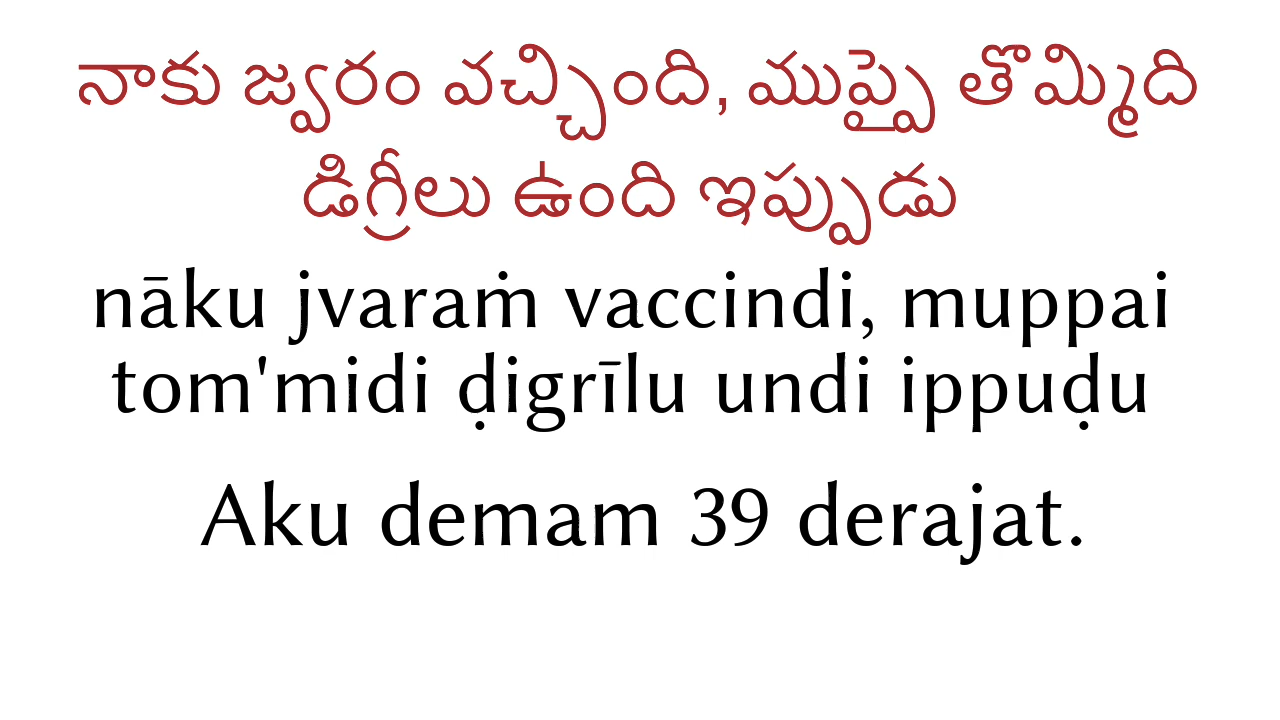 నాకు జ్వరం వచ్చింది, ముప్పై తొమ్మిది
డిగ్రీలు ఉంది ఇప్పుడు
nāku jvaraṁ vaccindi, muppai
tom'midi ḍigrīlu undi ippuḍu
Aku demam 39 derajat.